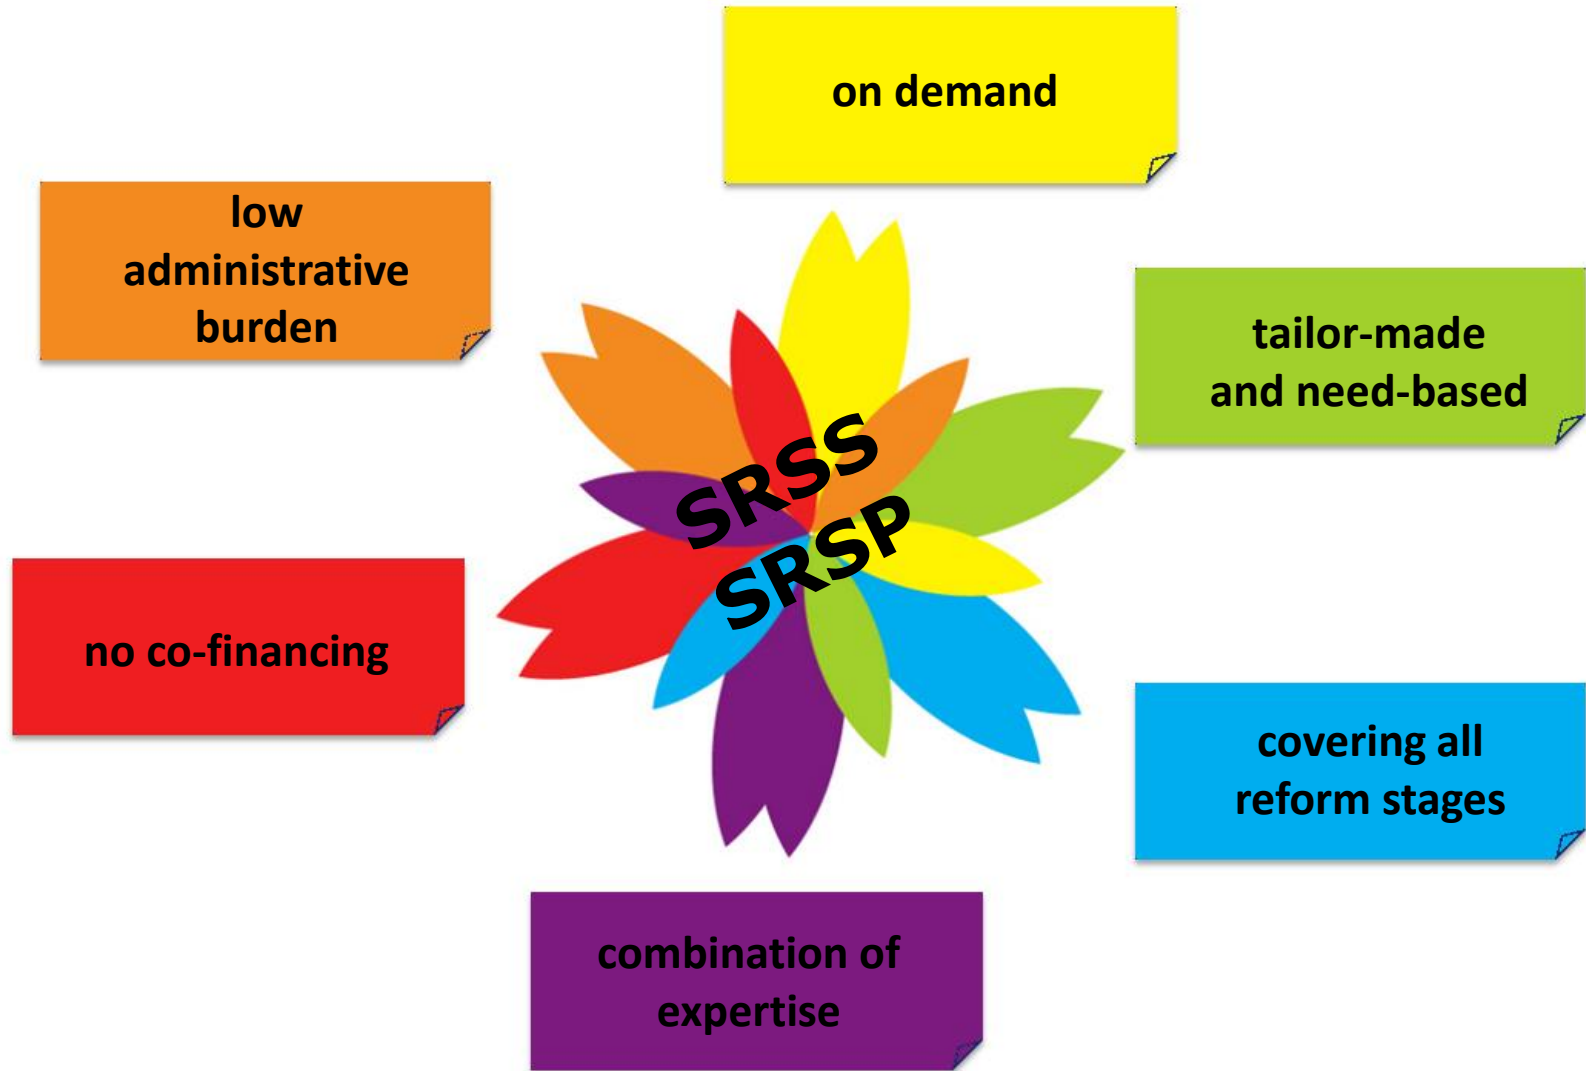 on demand
low
administrative
burden
tailor-made
and need-based
SRSS
SRSP
no co-financing
covering all
reform stages
combination of
expertise